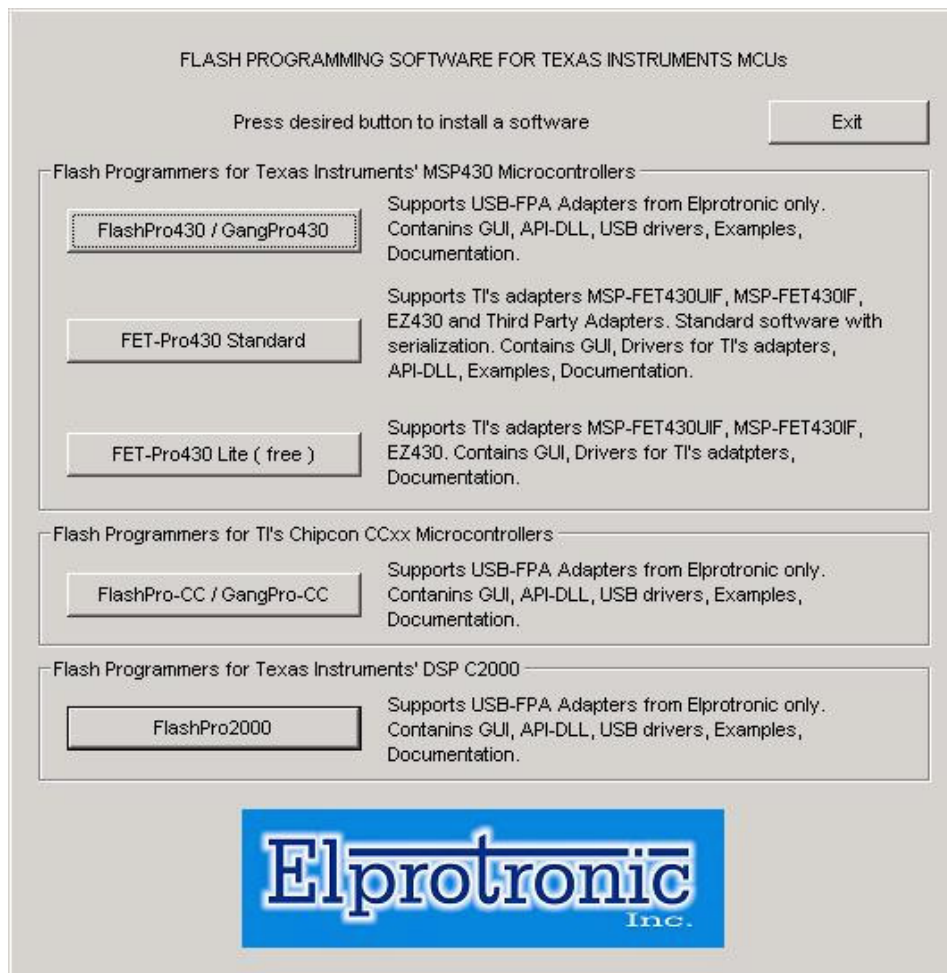 FLASH PROGRAMMING SOFTWARE FOR TEXAS INSTRUMENTS MCUs
Press desired button to install a software
Exit
Flash Programmers for Texas Instruments' MSP430 Microcontrollers
FlashPro430 / GangPro430
Supports USB-FPA Adapters from Elprotronic only.
Contanins GUI, API-DLL, USB drivers, Examples,
Documentation.
FET-Pro430 Standard
Supports TI's adapters MSP-FET430UIF, MSP-FET430IF,
EZ430 and Third Party Adapters. Standard software with
serialization. Contains GUI, Drivers for TI's adapters,
API-DLL, Examples, Documentation.
FET-Pro430 Lite ( free )
Supports TI's adapters MSP-FET430UIF, MSP-FET430IF,
EZ430. Contains GUI, Drivers for TI's adatpters,
Documentation.
Flash Programmers for TI's Chipcon CCxx Microcontrollers
FlashPro-CC / GangPro-CC
Supports USB-FPA Adapters from Elprotronic only.
Contanins GUI, API-DLL, USB drivers, Examples,
Documentation.
Flash Programmers for Texas Instruments' DSP C2000
FlashPro2000
Supports USB-FPA Adapters from Elprotronic only.
Contanins GUI, API-DLL, USB drivers, Examples,
Documentation.
Elprotronic
Inc.